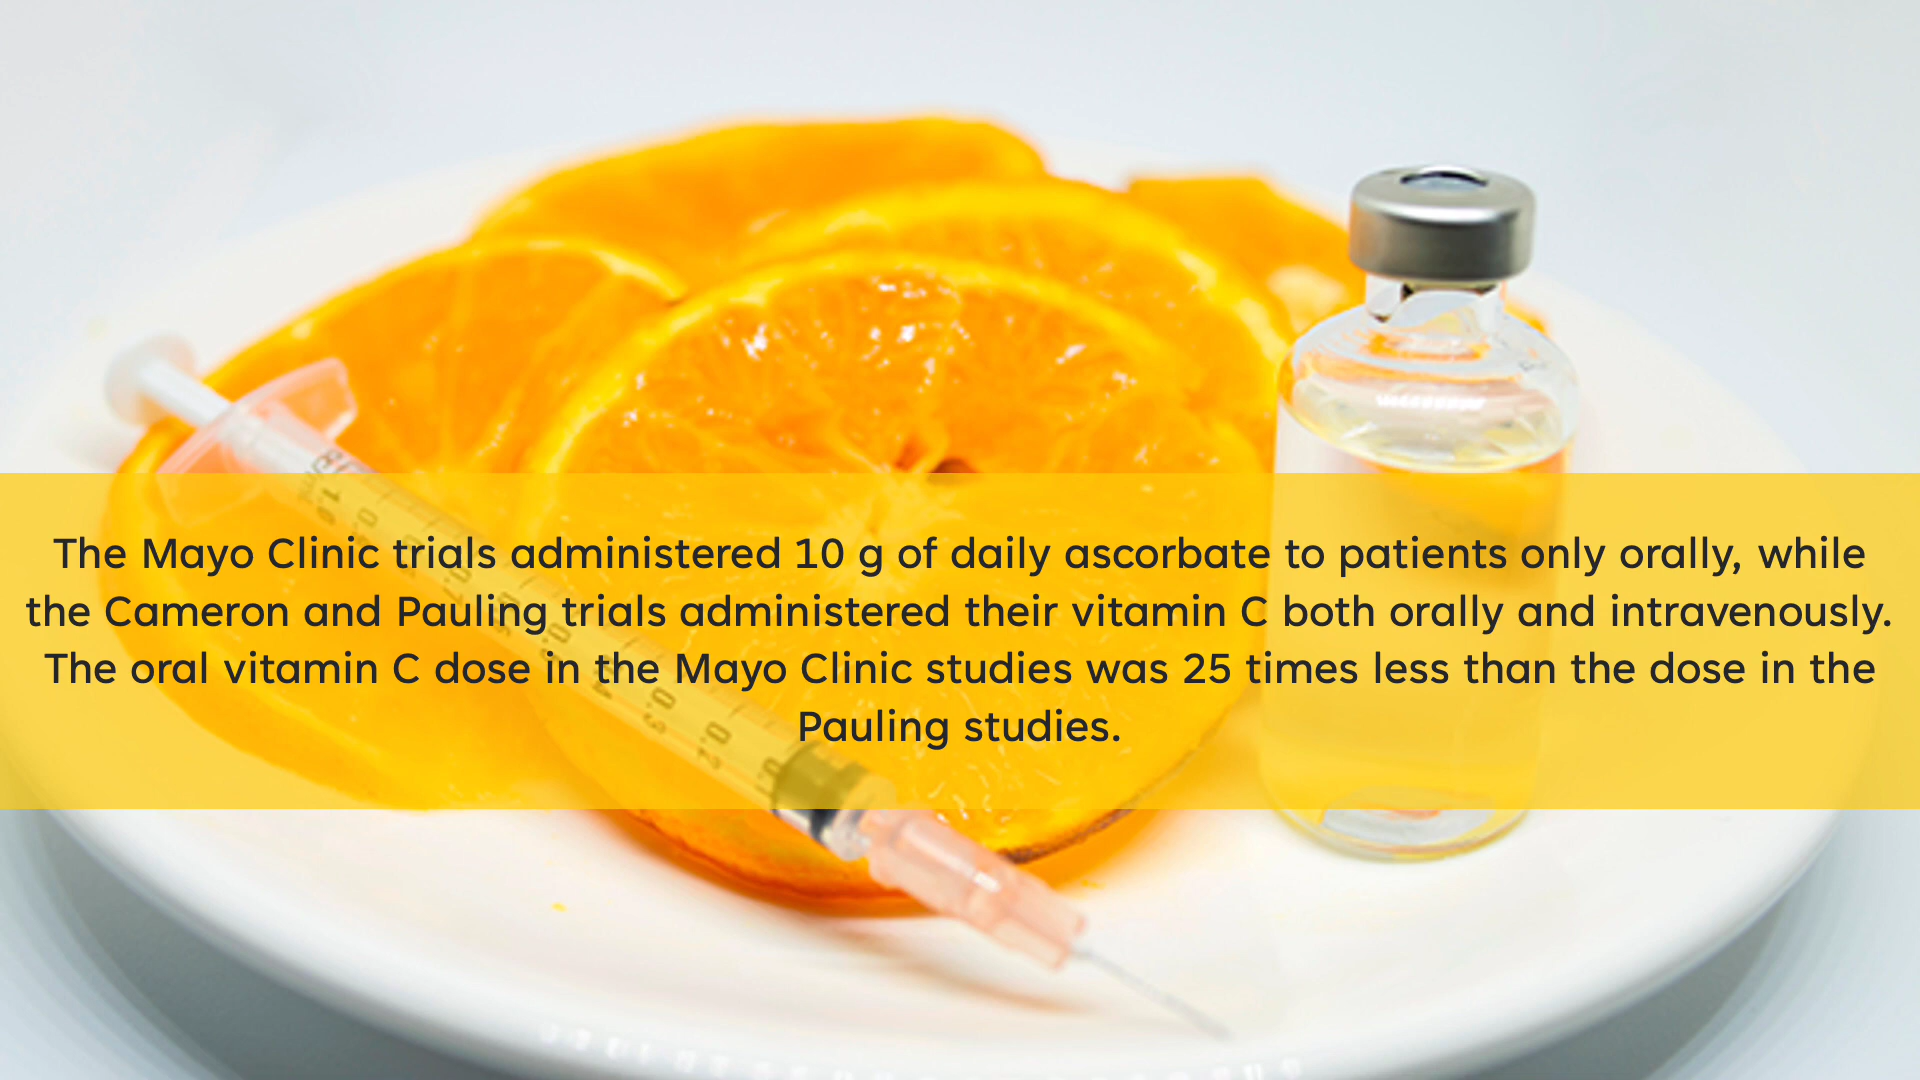 The Mayo Clinic trials administered 10 g of daily ascorbate to patients only orally, while
the Cameron and Pauling trials administered their vitamin C both orally and intravenously.
The oral vitamin C dose in the Mayo Clinic studies was 25 times less than the dose in the
Pauling studies.